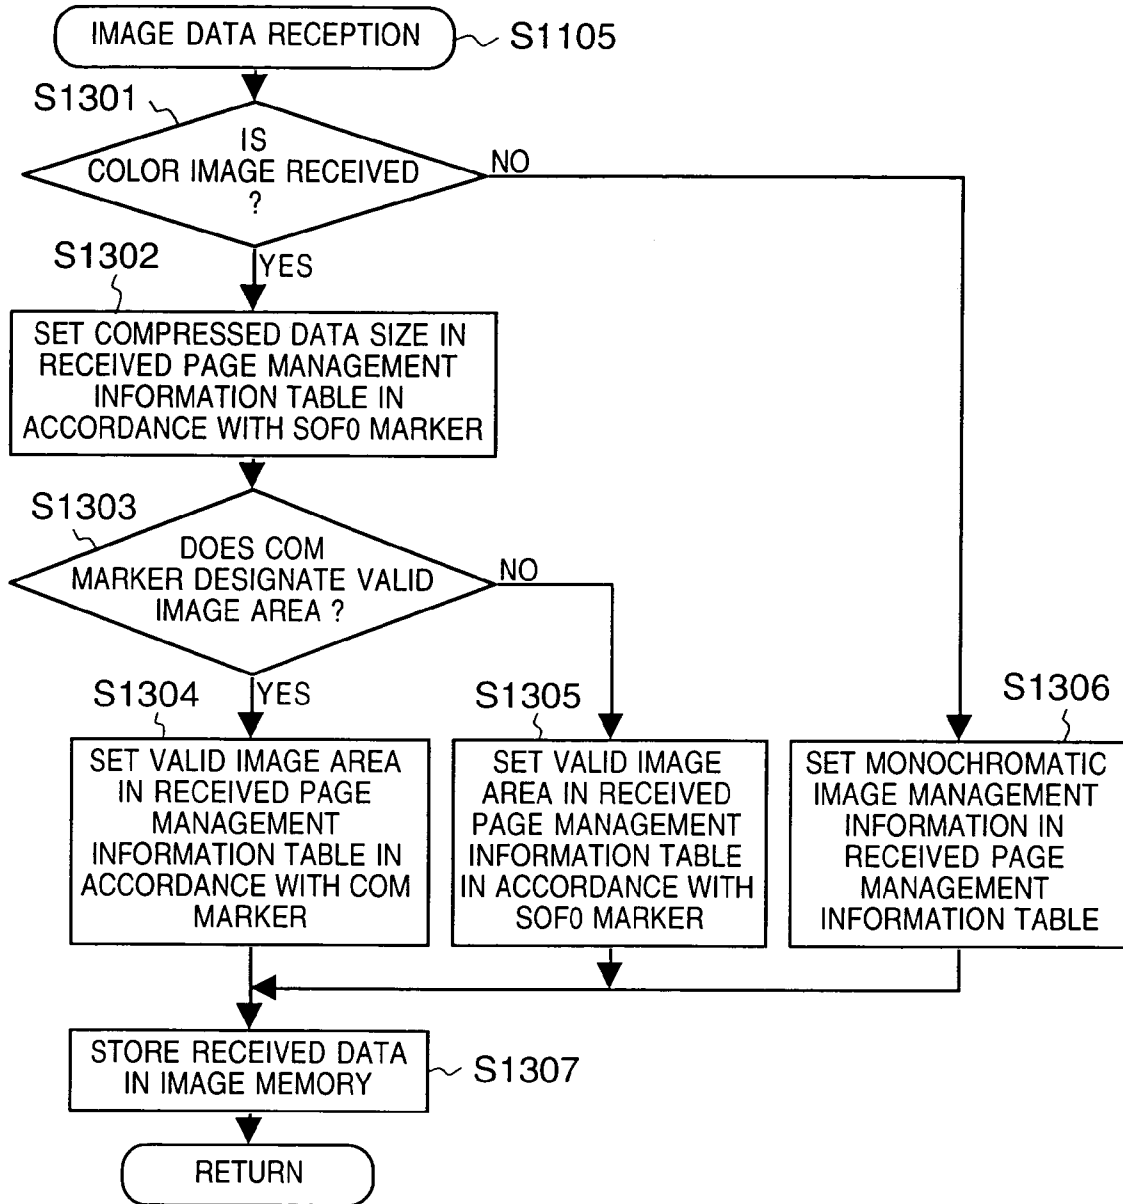 IMAGE DATA RECEPTION
S1105
S1301
IS
COLOR IMAGE RECEIVED
?
NO
YES
S1302
SET COMPRESSED DATA SIZE IN
RECEIVED PAGE MANAGEMENT
INFORMATION TABLE IN
ACCORDANCE WITH SOF0 MARKER
S1303
DOES COM
MARKER DESIGNATE VALID
IMAGE AREA ?
NO
YES
S1304
SET VALID IMAGE AREA
IN RECEIVED PAGE
MANAGEMENT
INFORMATION TABLE IN
ACCORDANCE WITH COM
MARKER
S1305
SET VALID IMAGE
AREA IN RECEIVED
PAGE MANAGEMENT
INFORMATION TABLE
IN ACCORDANCE WITH
SOF0 MARKER
S1306
SET MONOCHROMATIC
IMAGE MANAGEMENT
INFORMATION IN
RECEIVED PAGE
MANAGEMENT
INFORMATION TABLE
STORE RECEIVED DATA
IN IMAGE MEMORY
S1307
RETURN